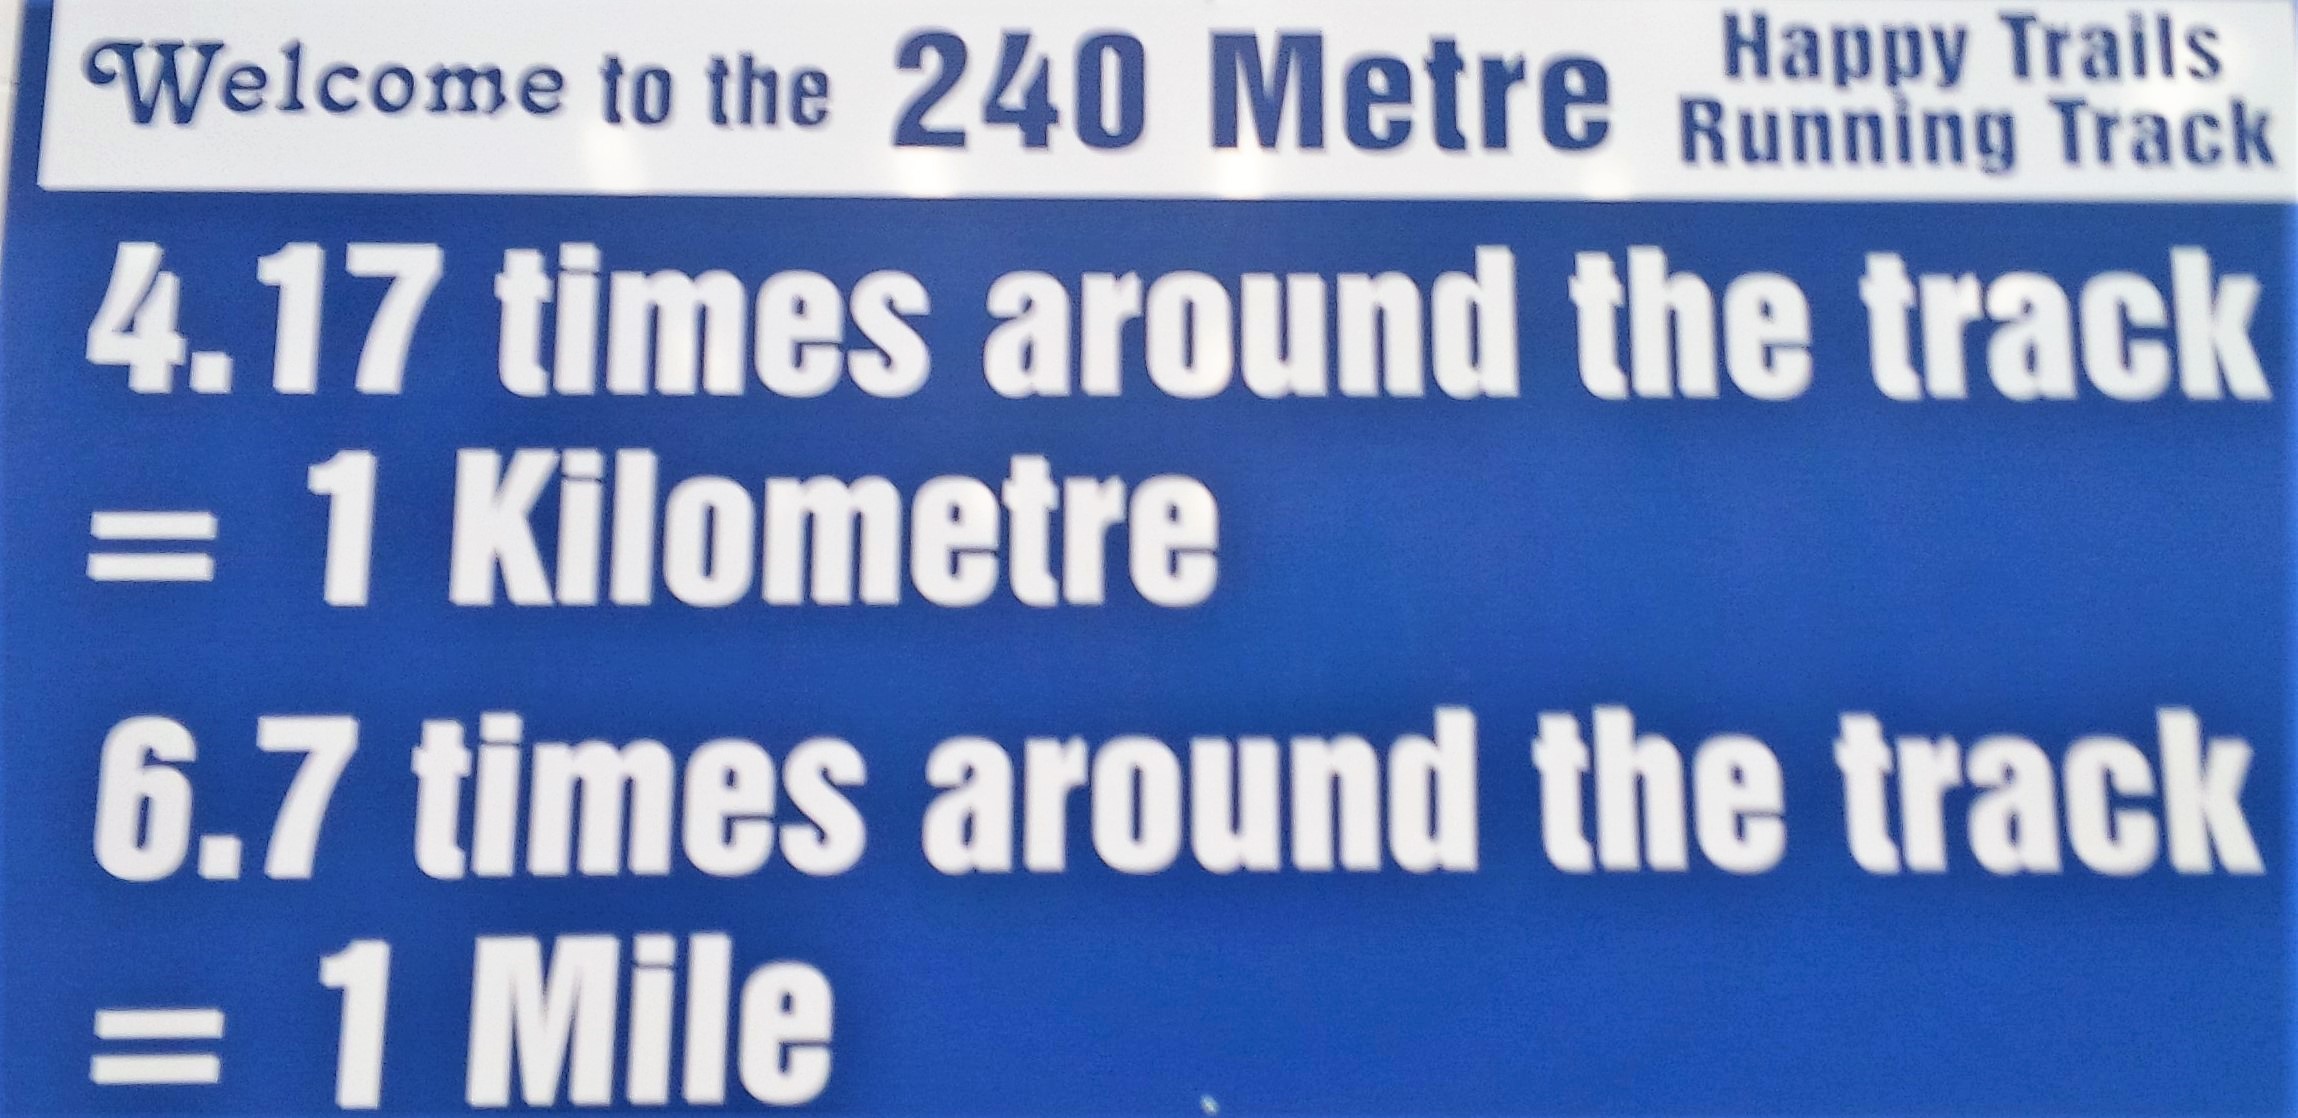 Welcome to the 240 Metre Happy Trails
Running Track
4.17 times around the track
= 1 Kilometre
6.7 times around the track
= 1 Mile